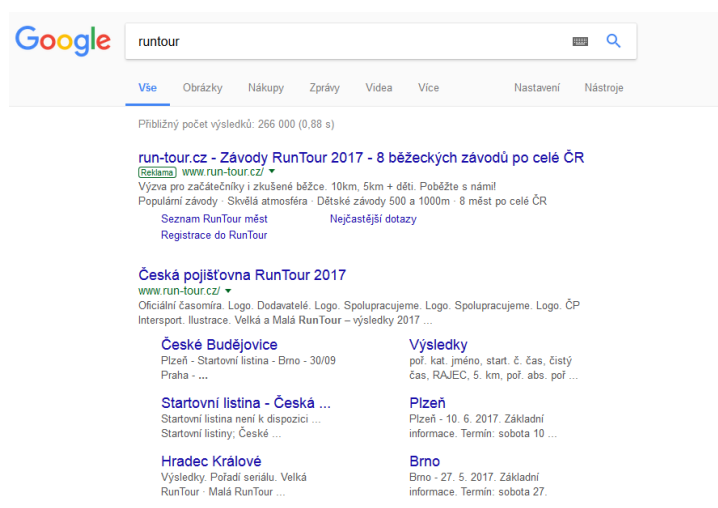 Google
runtour
Vše Obrázky Nákupy Zprávy Videa Více Nastavení Nástroje
Přibližný počet výsledků: 266 000 (0,88 s)
run-tour.cz - Závody RunTour 2017 - 8 běžeckých závodů po celé ČR
Reklama www.run-tour.cz/
Výzva pro začátečníky i zkušené běžce. 10km, 5km + děti. Poběžte s námi!
Populární závody · Skvělá atmosféra · Dětské závody 500 a 1000m · 8 měst po celé ČR
Seznam RunTour měst Nejčastější dotazy
Registrace do RunTour
Česká pojišťovna RunTour 2017
www.run-tour.cz/
Oficiální časomíra. Logo. Dodavatelé. Logo. Spolupracujeme. Logo. Spolupracujeme. Logo. ČP
Intersport. Ilustrace. Velká a Malá RunTour – výsledky 2017 ...
České Budějovice
Plzeň - Startovní listina - Brno - 30/09
Praha - ...
Výsledky
poř. kat. jméno, start. č. čas, čistý
čas, RAJEC, 5. km, poř. abs. poř ...
Startovní listina - Česká ...
Startovní listina není k dispozici ...
Startovní listiny; České ...
Plzeň
Plzeň - 10. 6. 2017. Základní
informace. Termín: sobota 10 ...
Hradec Králové
Výsledky. Pořadí seriálu. Velká
RunTour · Malá RunTour ...
Brno
Brno - 27. 5. 2017. Základní
informace. Termín: sobota 27.